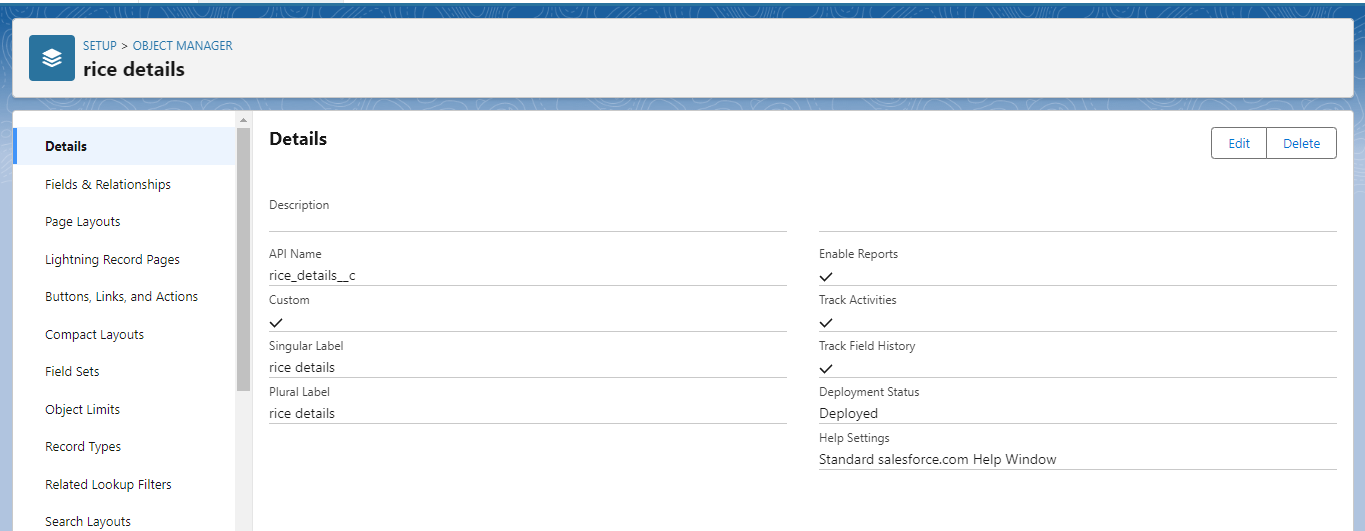 SETUP > OBJECT MANAGER
rice details
Details
Fields & Relationships
Page Layouts
Lightning Record Pages
Buttons, Links, and Actions
Compact Layouts
Field Sets
Object Limits
Record Types
Related Lookup Filters
Search Layouts
Details
Edit
Delete
Description
API Name
rice_details__c
Custom
Singular Label
rice details
Plural Label
rice details
Enable Reports
Track Activities
Track Field History
Deployment Status
Deployed
Help Settings
Standard salesforce.com Help Window